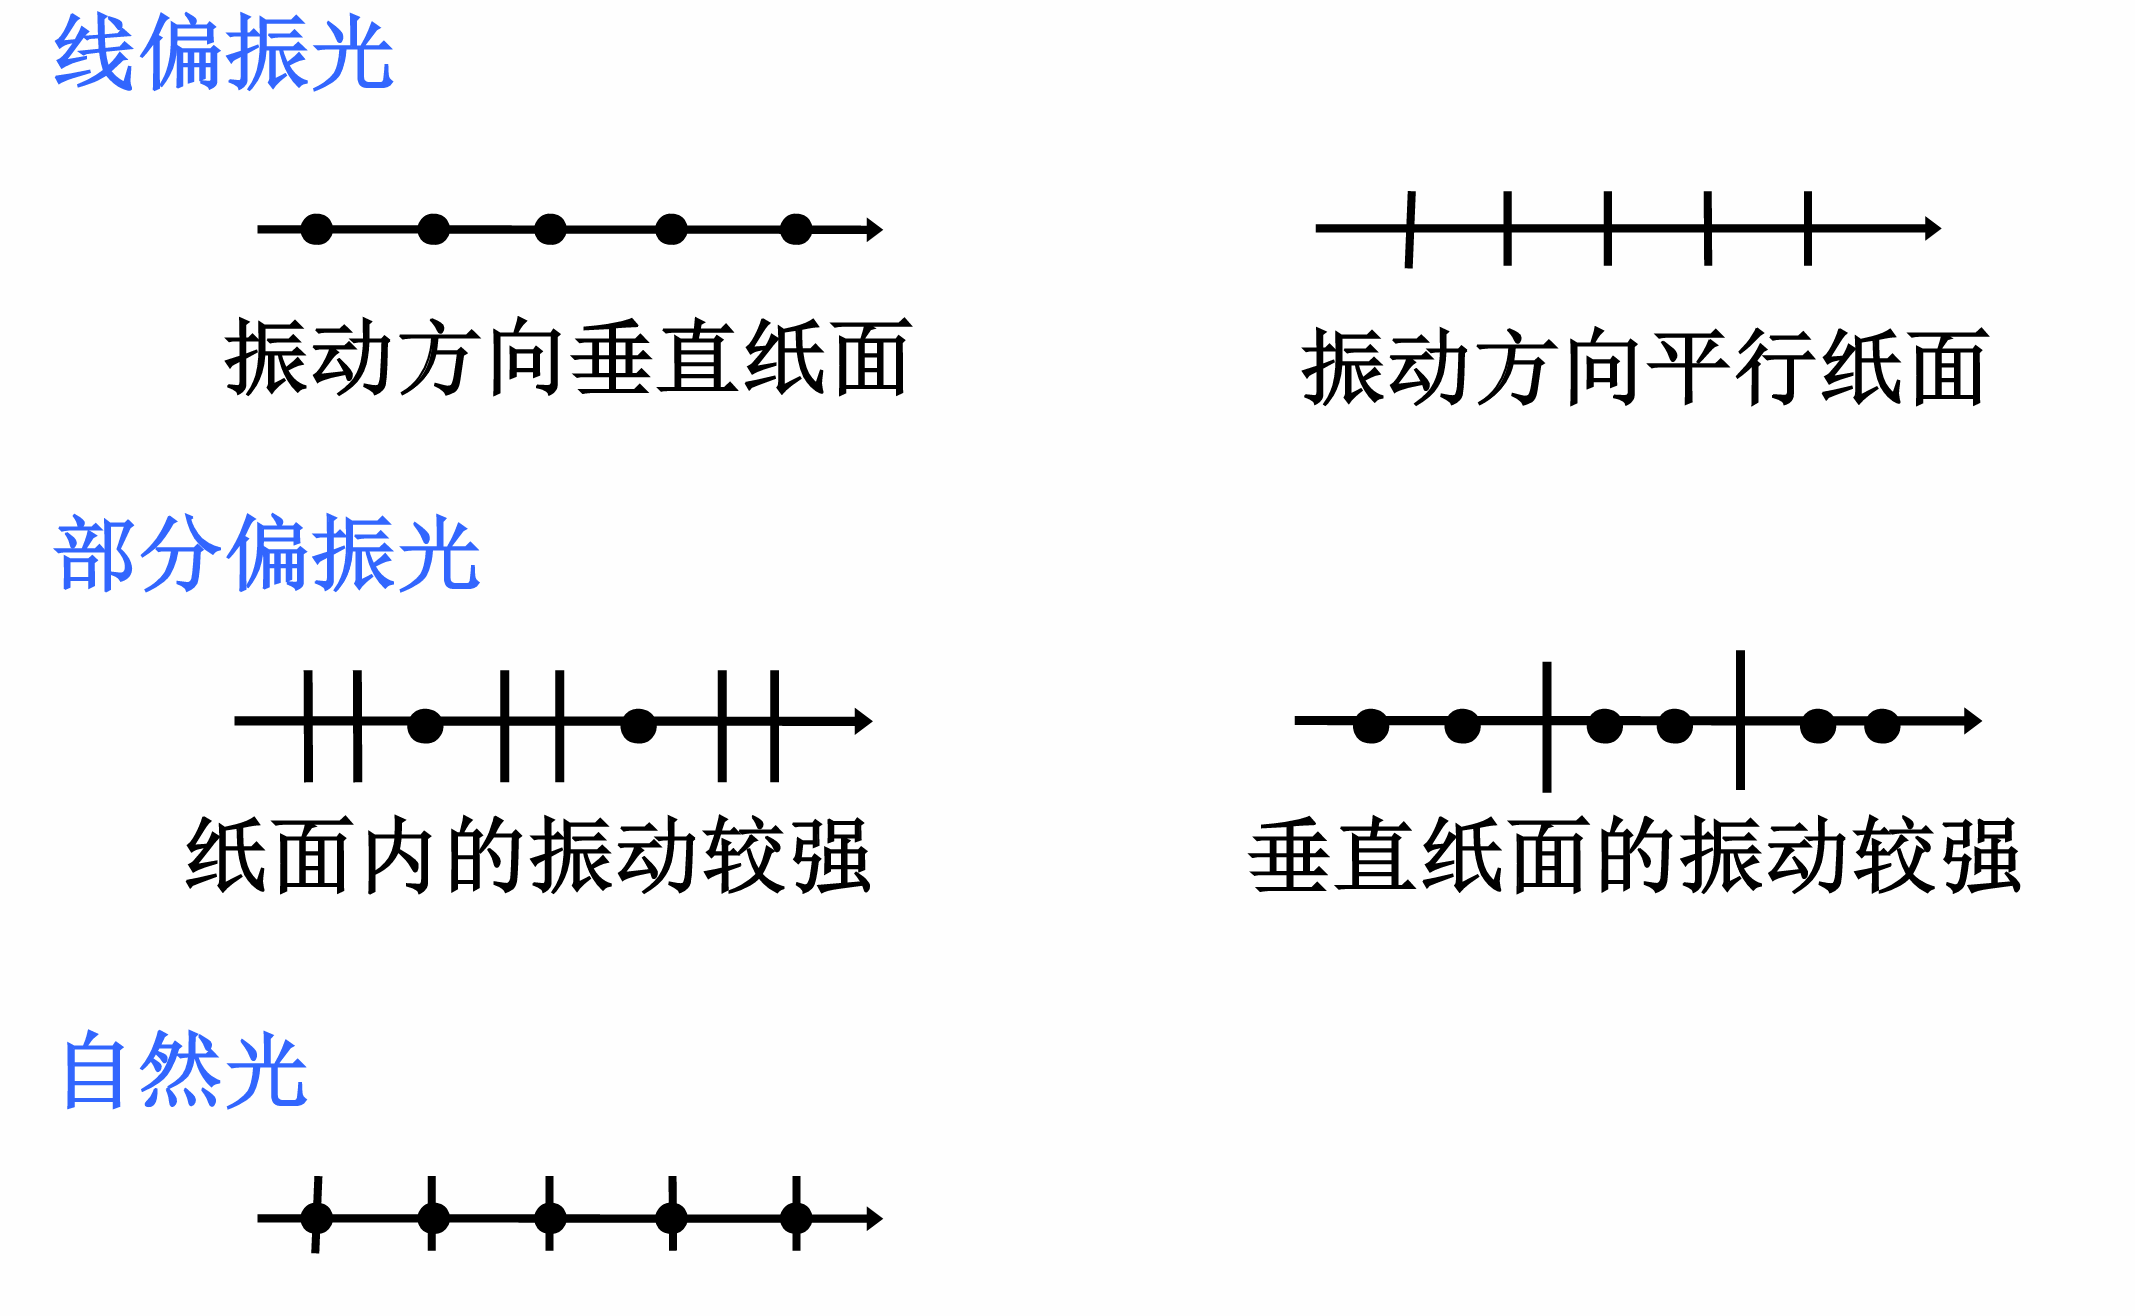 线偏振光
振动方向垂直纸面
振动方向平行纸面
部分偏振光
纸面内的振动较强
垂直纸面的振动较强
自然光